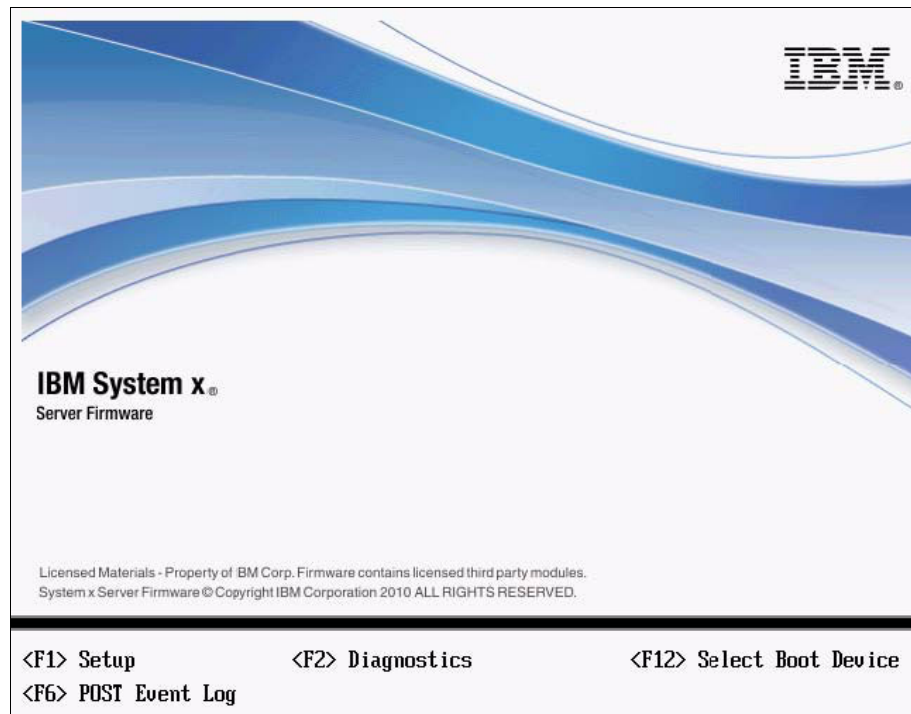 IBM®
IBM System x®
Server Firmware
Licensed Materials - Property of IBM Corp. Firmware contains licensed third party modules.
System x Server Firmware © Copyright IBM Corporation 2010 ALL RIGHTS RESERVED.
<F1> Setup <F2> Diagnostics <F12> Select Boot Device
<F6> POST Event Log